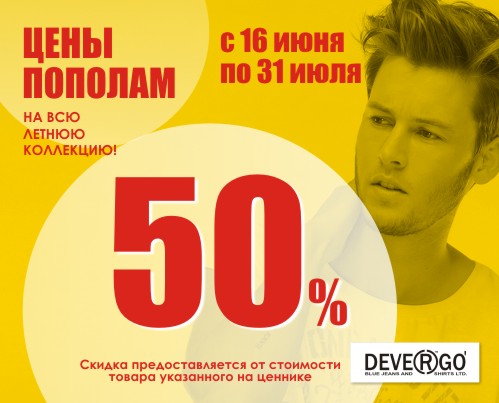 ЦЕНЫ
ПОПОЛАМ
НА ВСЮ
ЛЕТНЮЮ
КОЛЛЕКЦИЮ!
с 16 июня
по 31 июля
50%
Скидка предоставляется от стоимости
товара указанного на ценнике
DEVERGO
BLUE JEANS AND SHIRTS LTD.